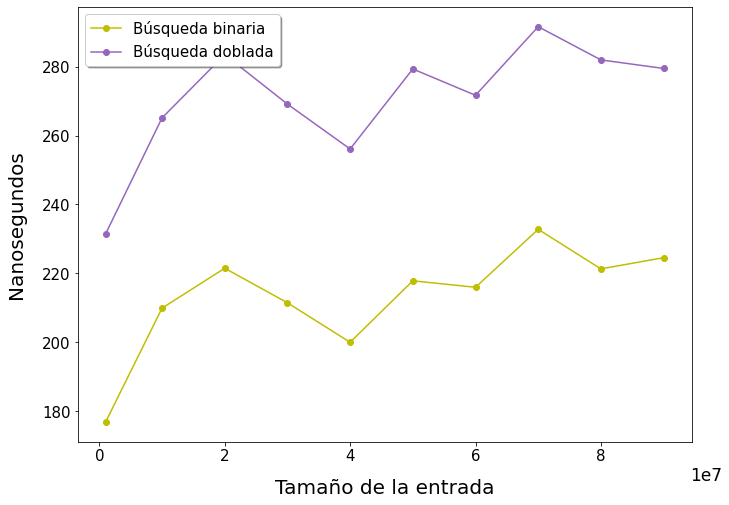 Búsqueda binaria
Búsqueda doblada
280
260
240
220
200
180
Nanosegundos
0 2 4 6 8
1e7
Tamaño de la entrada